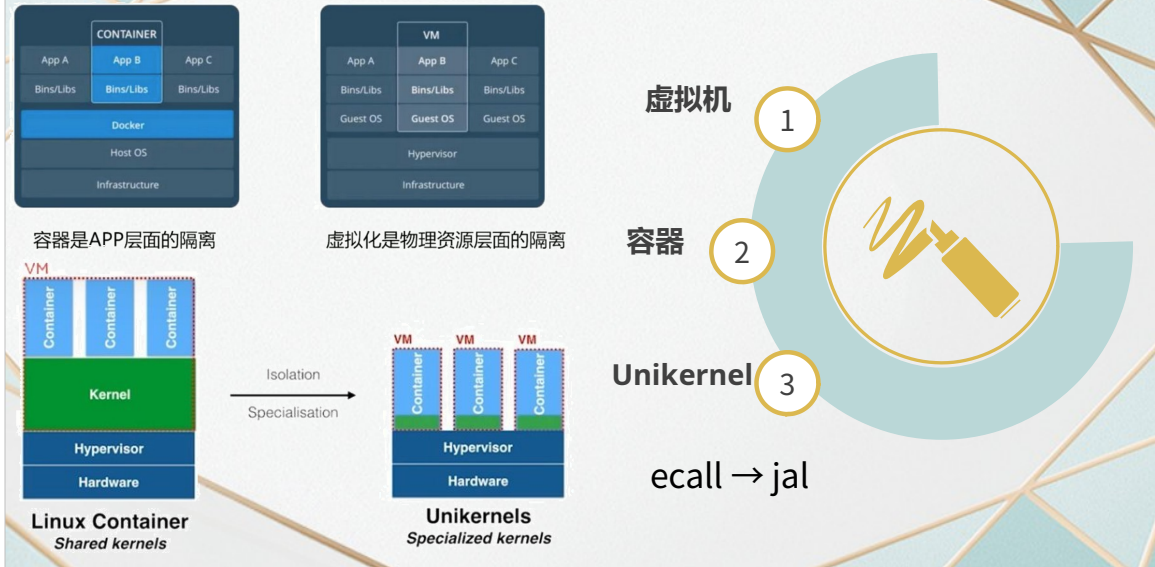 CONTAINER
App A App B App C
Bins/Libs Bins/Libs Bins/Libs
Docker
Host OS
Infrastructure
容器是APP层面的隔离
VM
App A App B App C
Bins/Libs Bins/Libs Bins/Libs
Guest OS Guest OS Guest OS
Hypervisor
Infrastructure
虚拟化是物理资源层面的隔离
VM
Container Container Container
Kernel
Hypervisor
Hardware
Linux Container
Shared kernels
Isolation
Specialisation
VM VM VM
Container Container Container
Hypervisor
Hardware
Unikernels
Specialized kernels
虚拟机 1
容器 2
Unikernel 3
ecall → jal